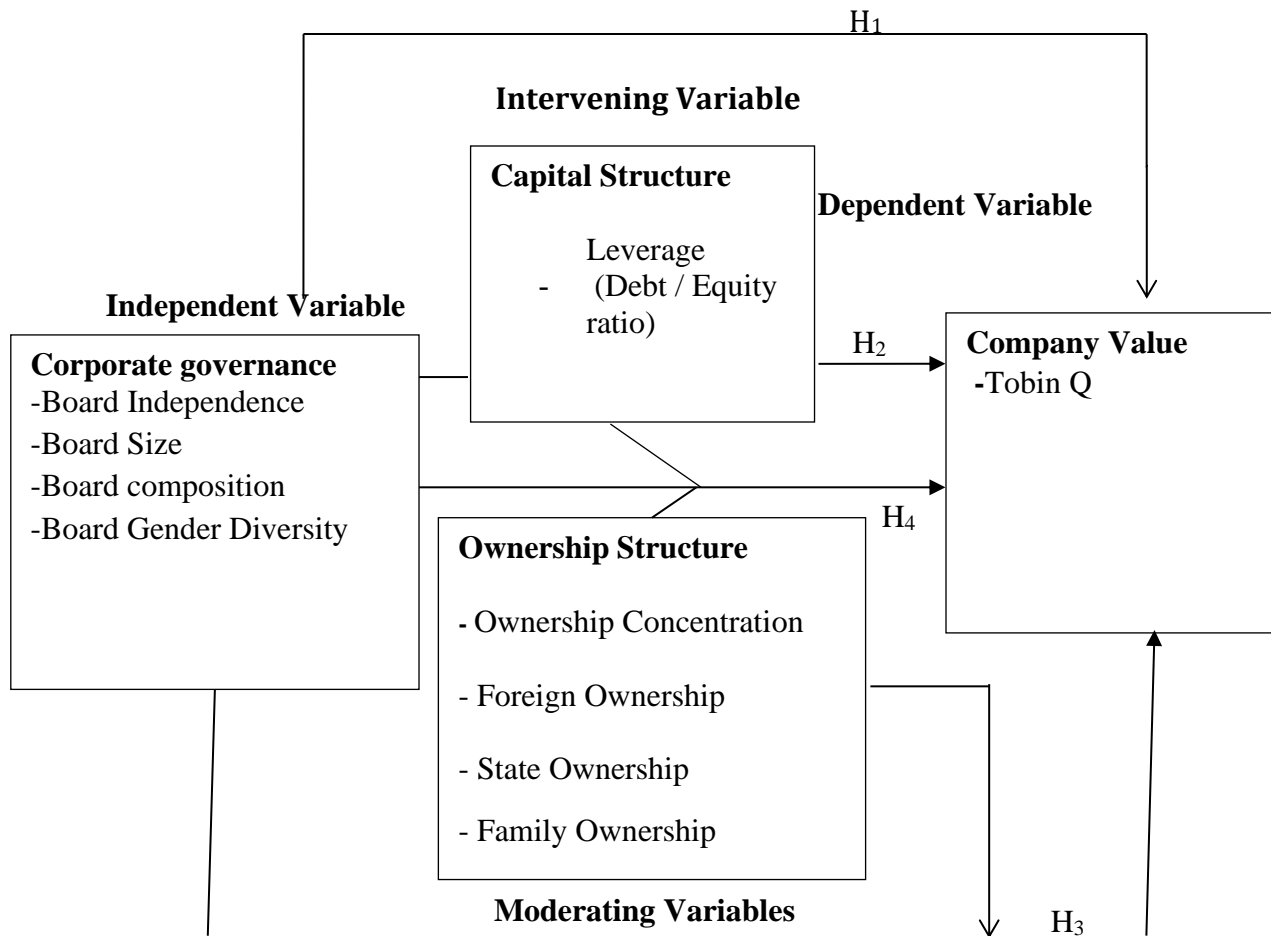 H1
Intervening Variable
Capital Structure
Leverage
- (Debt / Equity
ratio)
Dependent Variable
Independent Variable
Corporate governance
-Board Independence
-Board Size
-Board composition
-Board Gender Diversity
H2
Company Value
-Tobin Q
H4
Ownership Structure
- Ownership Concentration
- Foreign Ownership
- State Ownership
- Family Ownership
Moderating Variables
H3